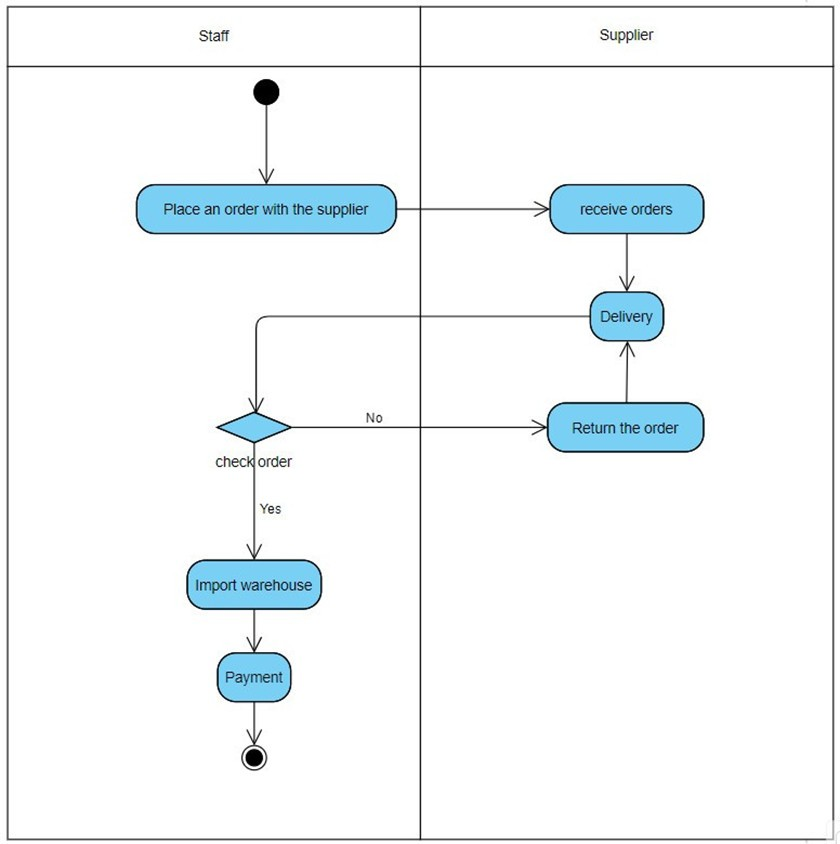 Staff
Supplier
Place an order with the supplier
receive orders
Delivery
No
Return the order
check order
Yes
Import warehouse
Payment